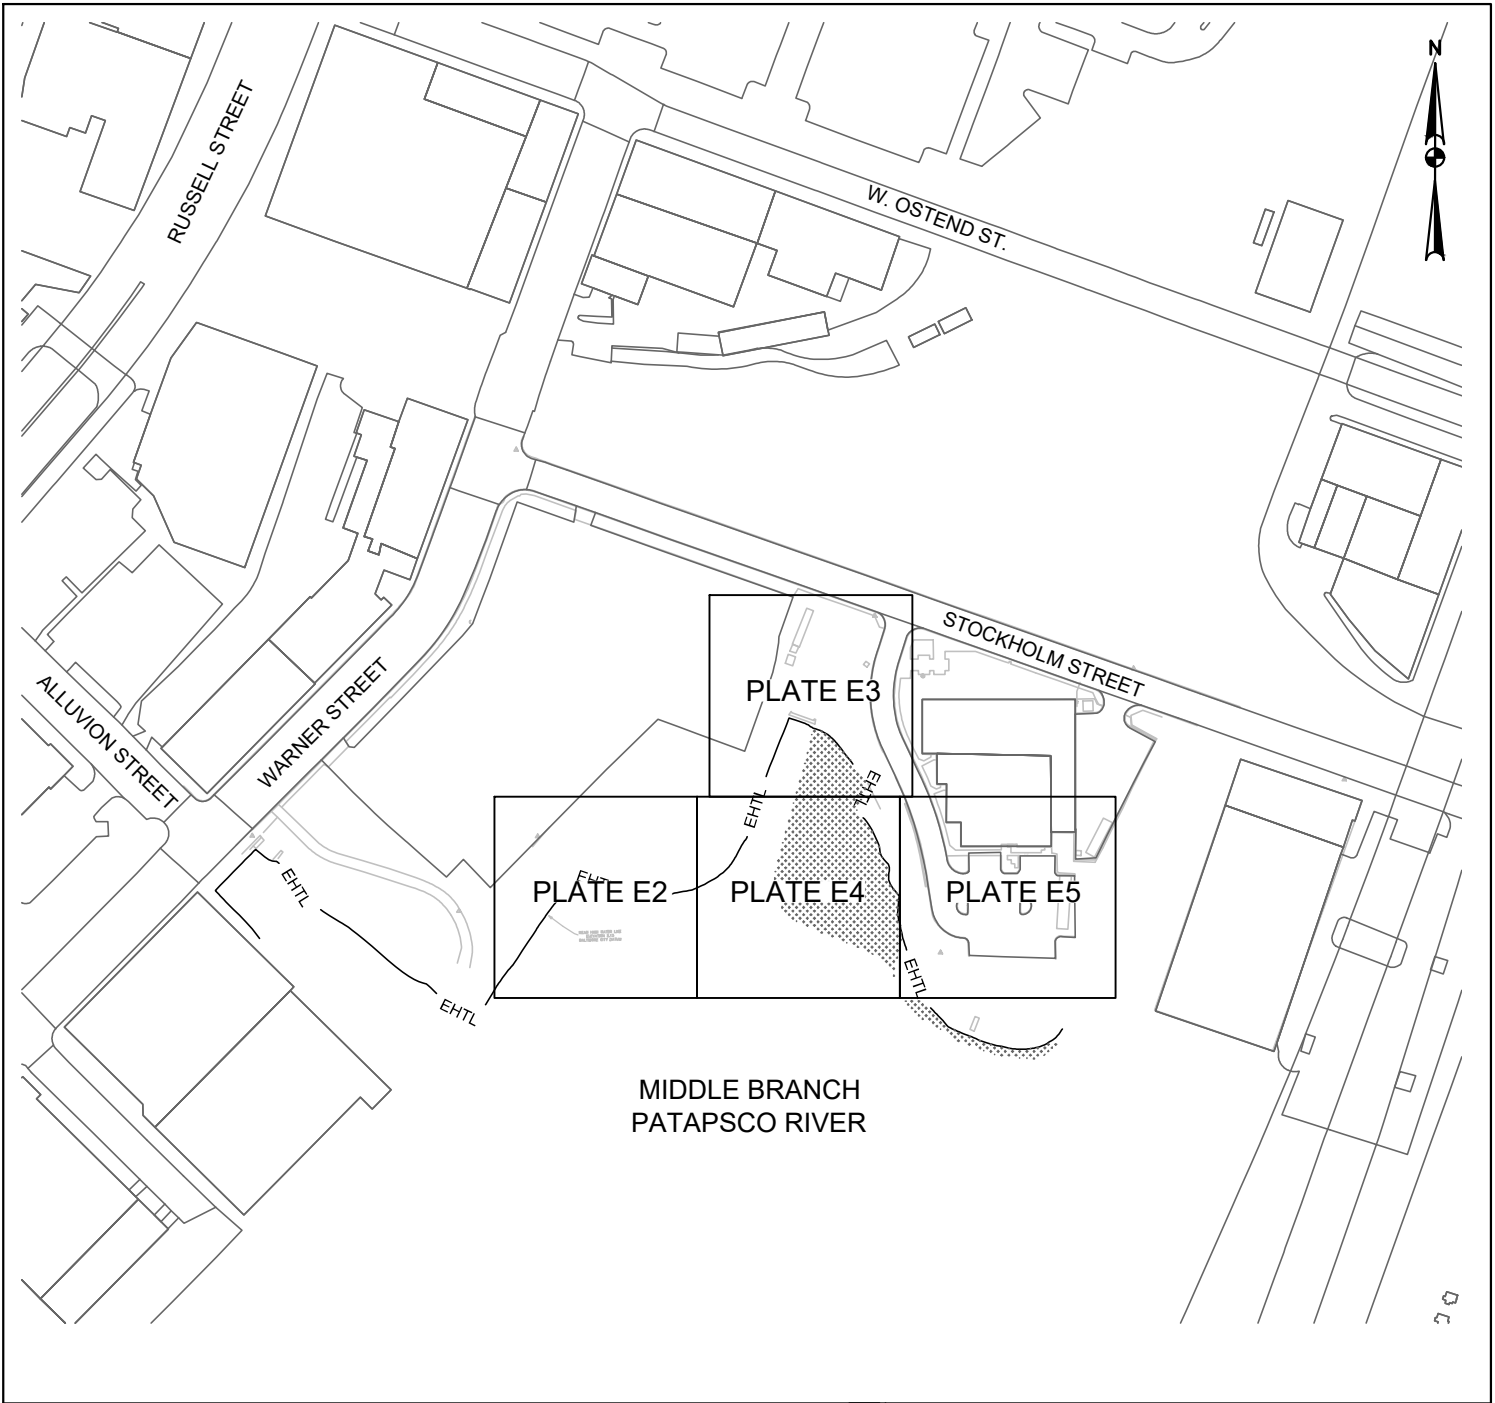 N
RUSSELL STREET
W. OSTEND ST.
STOCKHOLM STREET
PLATE E3
ALLUVION STREET
WARNER STREET
EHTL
EHTL
EHTL
EHTL
PLATE E2
PLATE E4
PLATE E5
EHTL
EHTL
MIDDLE BRANCH
PATAPSCO RIVER